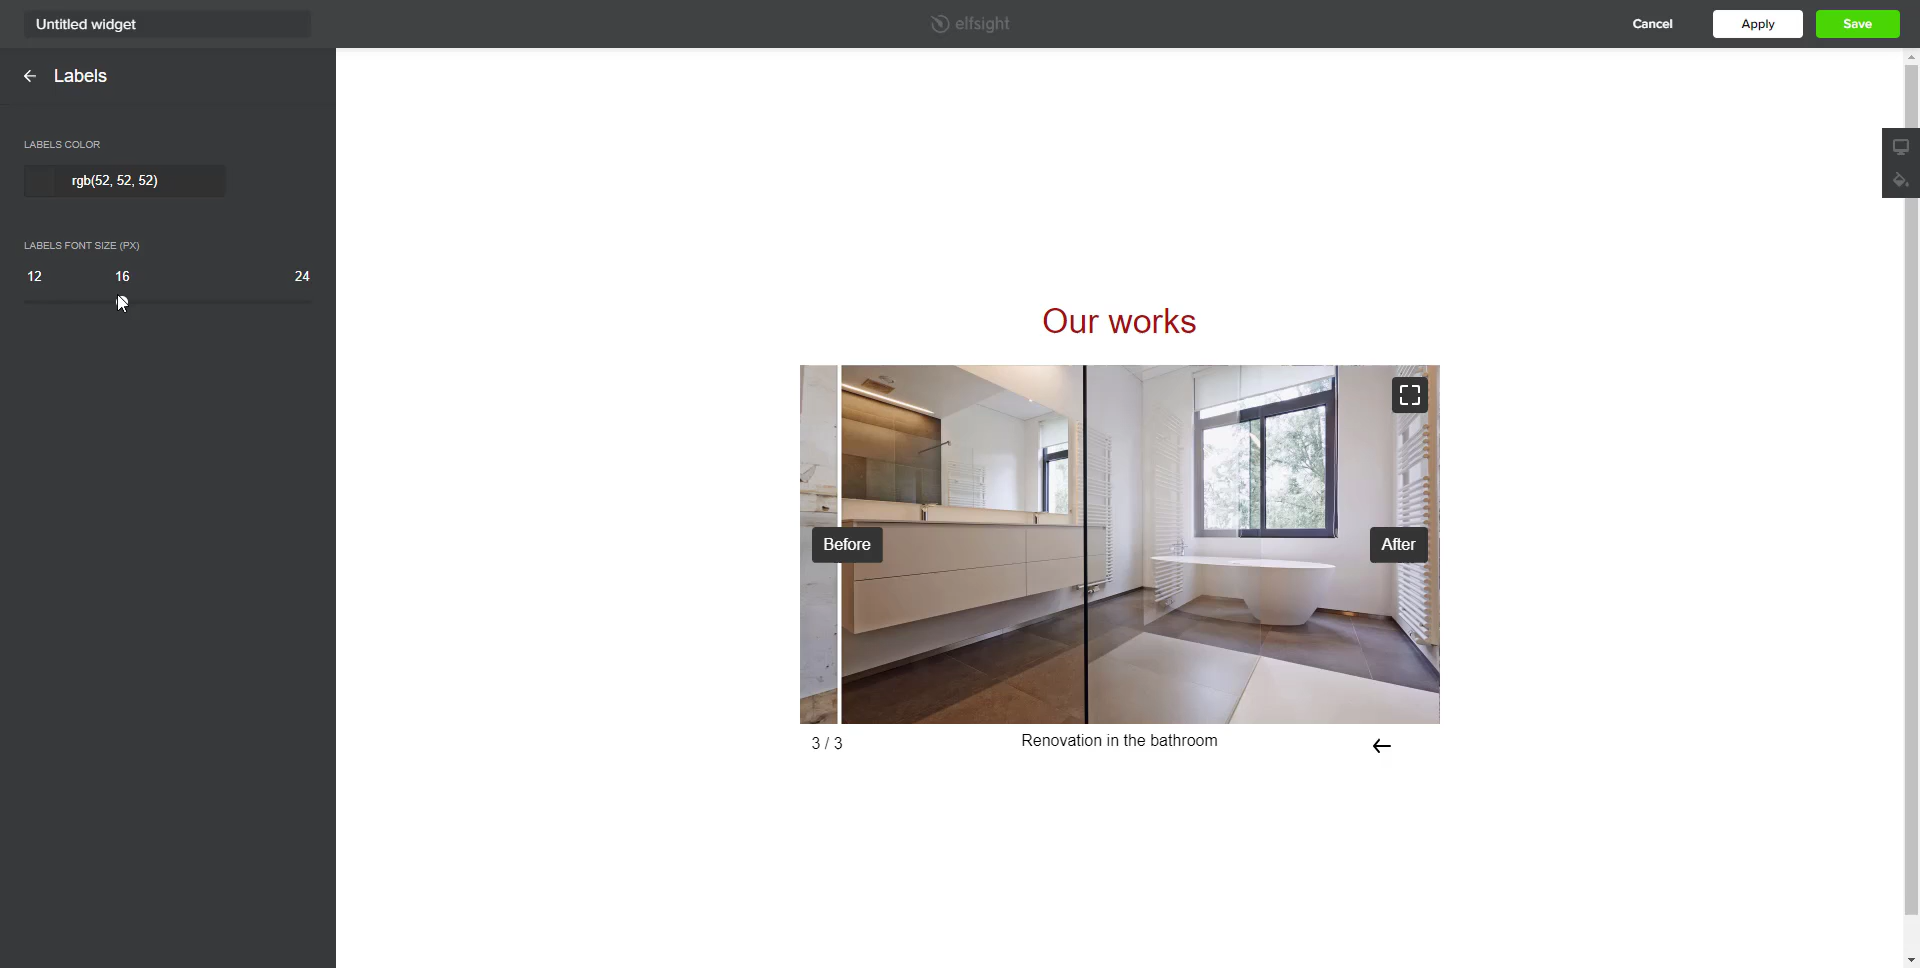 Untitled widget
elfsight
Cancel
Apply
Save
Labels
LABELS COLOR
rgb(52, 52, 52)
LABELS FONT SIZE (PX)
12 16 24
Our works
Before
After
3 / 3
Renovation in the bathroom